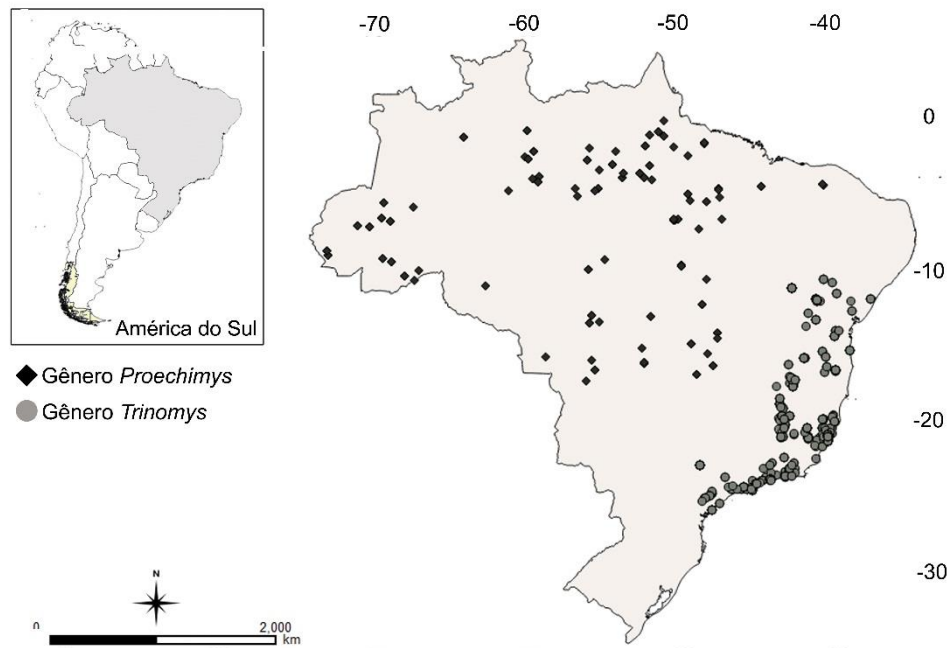 -70 -60 -50 -40
0
-10
-20
-30
América do Sul
Gênero Proechimys
Gênero Trinomys
N
0 2,000
km